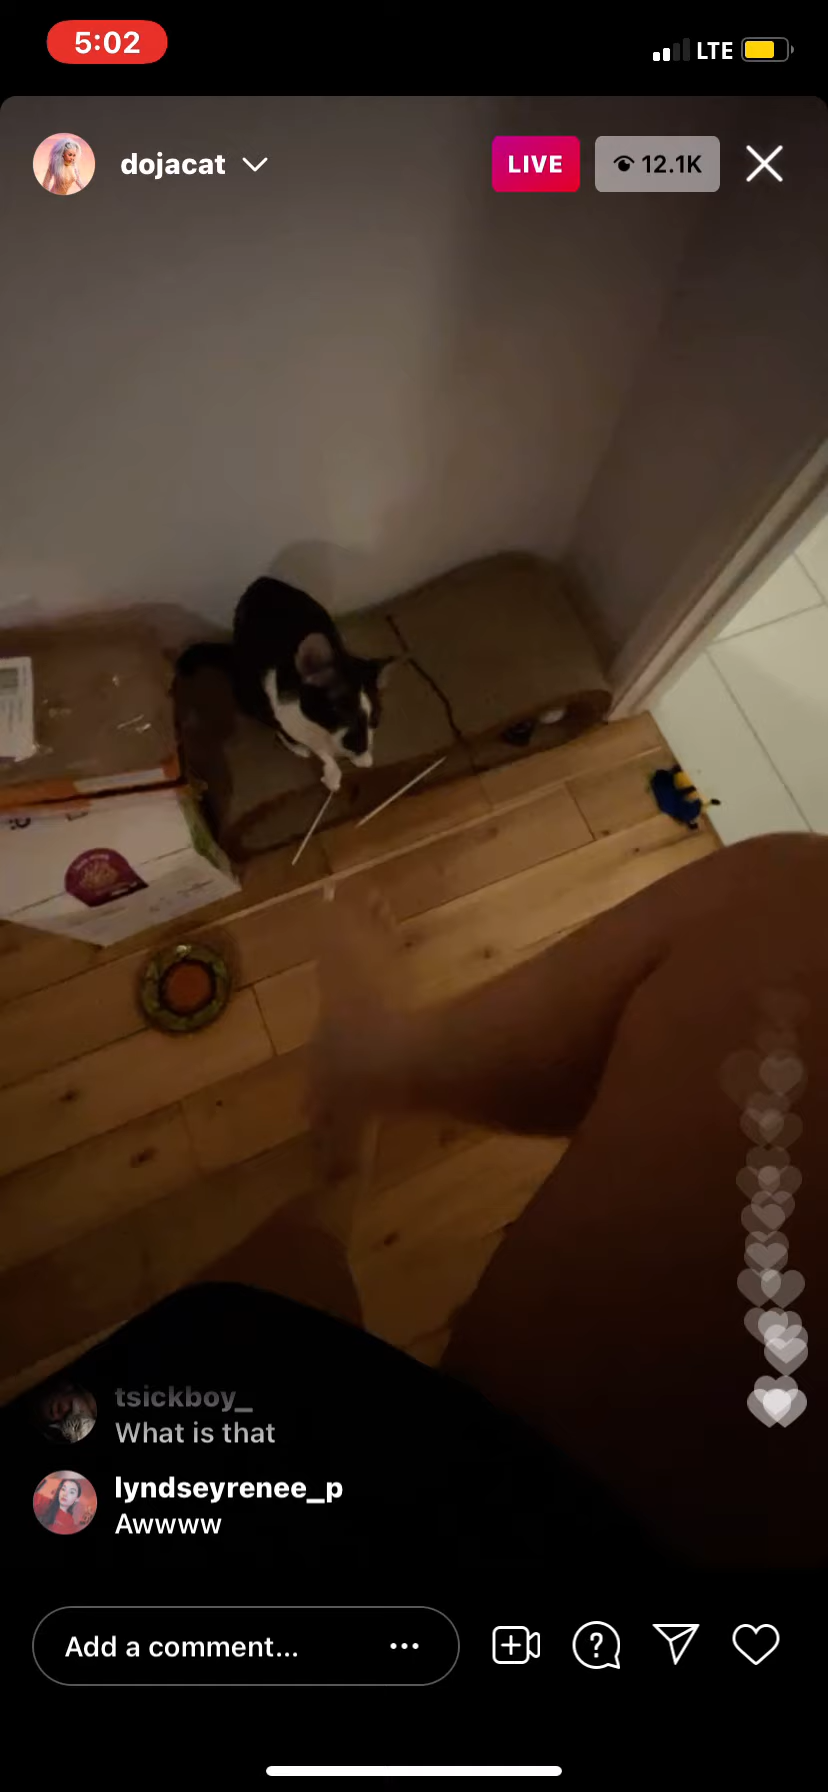 5:02
LTE
dojacat
LIVE
12.1K
tsickboy_
What is that
lyndseyrenee_p
Awwww
Add a comment...